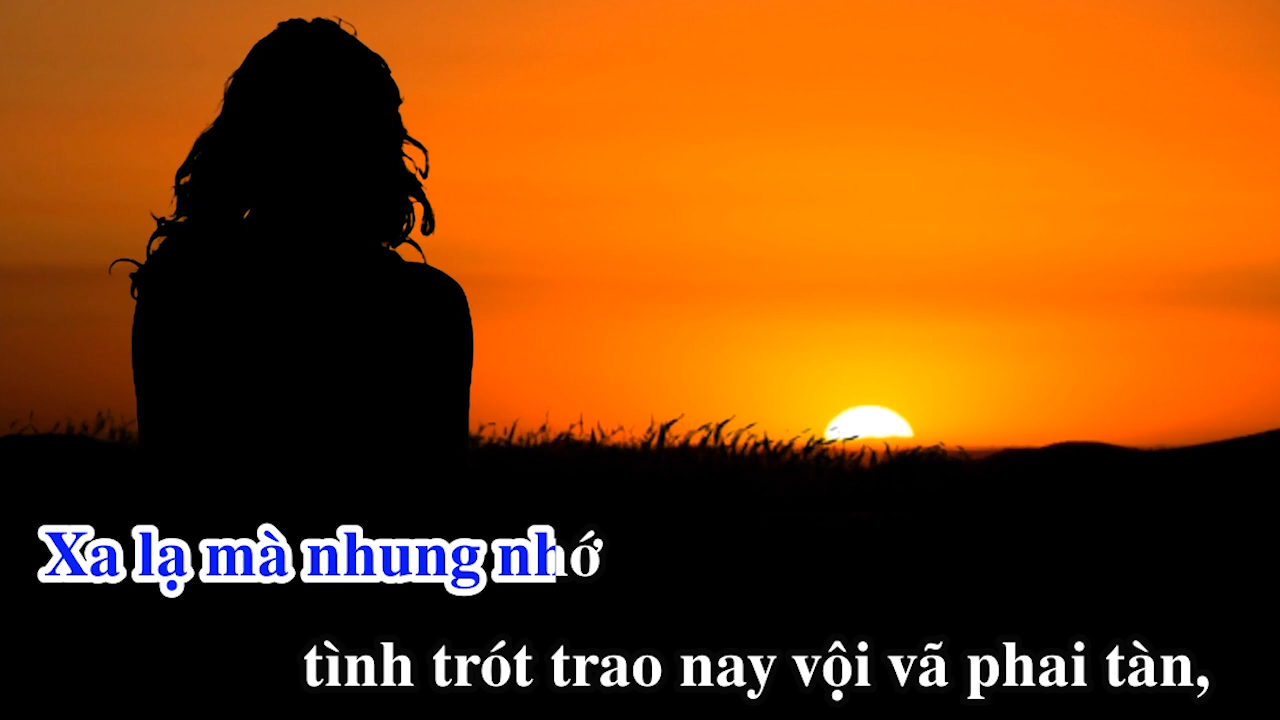 Xa lạ mà nhung nhớ
tình trót trao nay vội vã phai tàn,